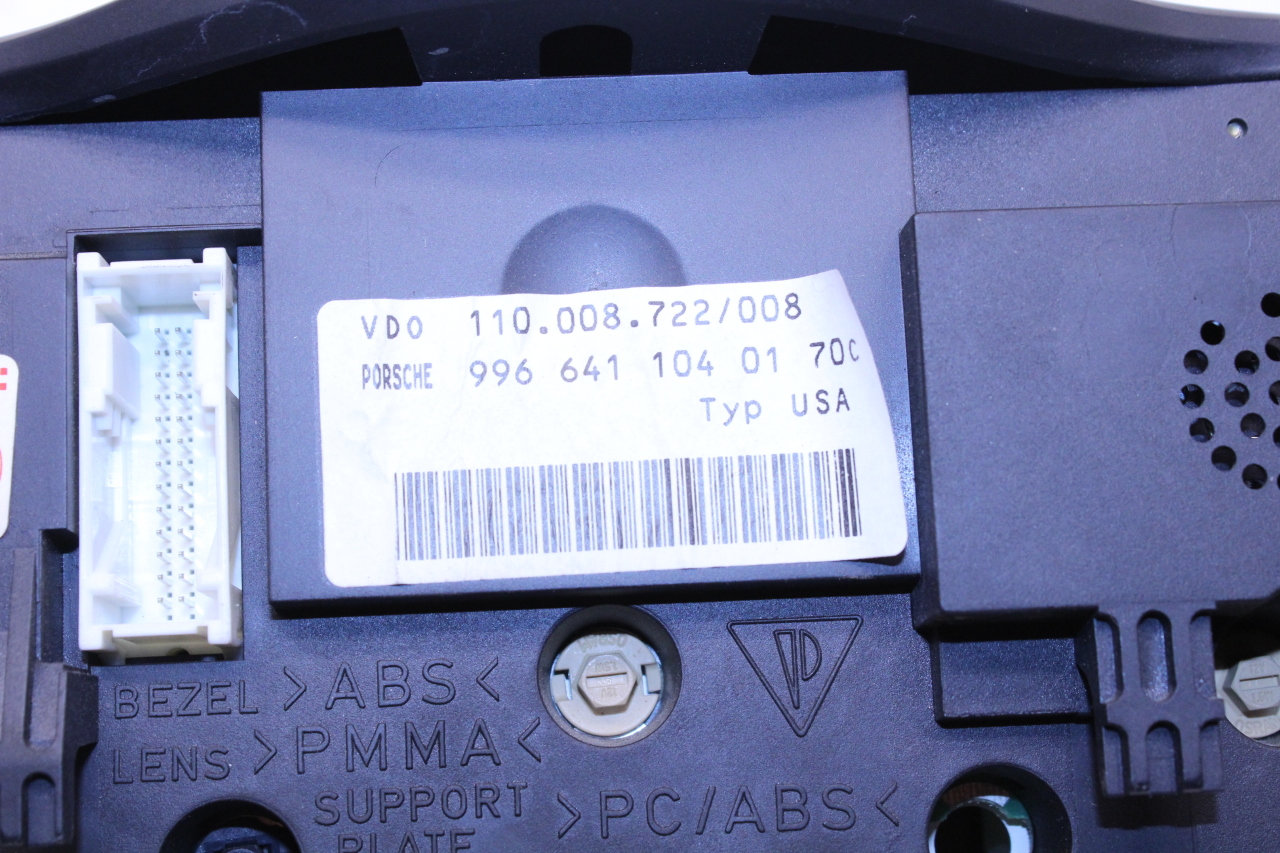 VDO 110.008.722/008
PORSCHE 996 641 104 01 70C
Typ USA
BEZEL >ABS<
LENS >PMMA<
SUPPORT
PLATE >PC/ABS<